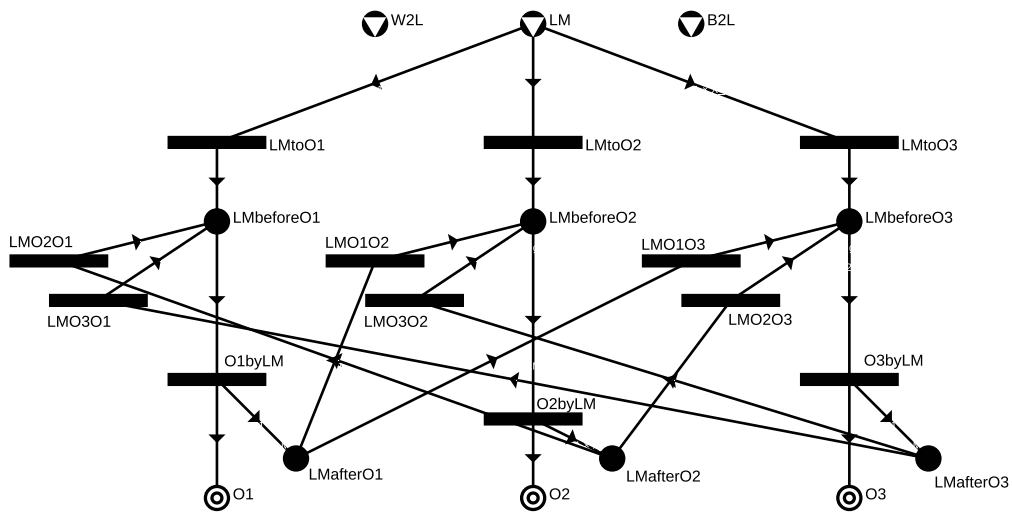 W2L
LM
B2L
LMtoO1
LMtoO2
LMtoO3
LMbeforeO1
LMbeforeO2
LMbeforeO3
LMO2O1
LMO1O2
LMO1O3
LMO3O1
LMO3O2
LMO2O3
O1byLM
O3byLM
O2byLM
LMafterO1
LMafterO2
LMafterO3
O1
O2
O3